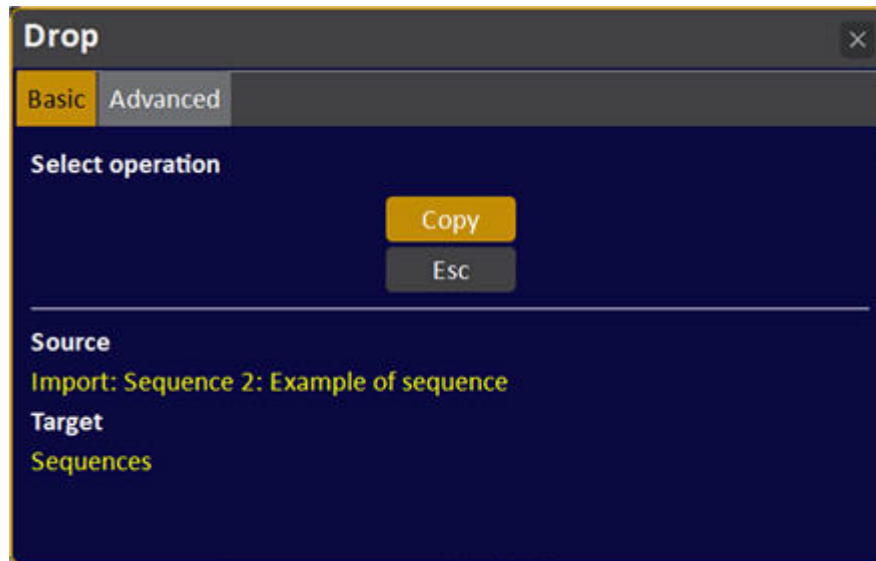 Drop
Basic Advanced
Select operation
Copy
Esc
Source
Import: Sequence 2: Example of sequence
Target
Sequences